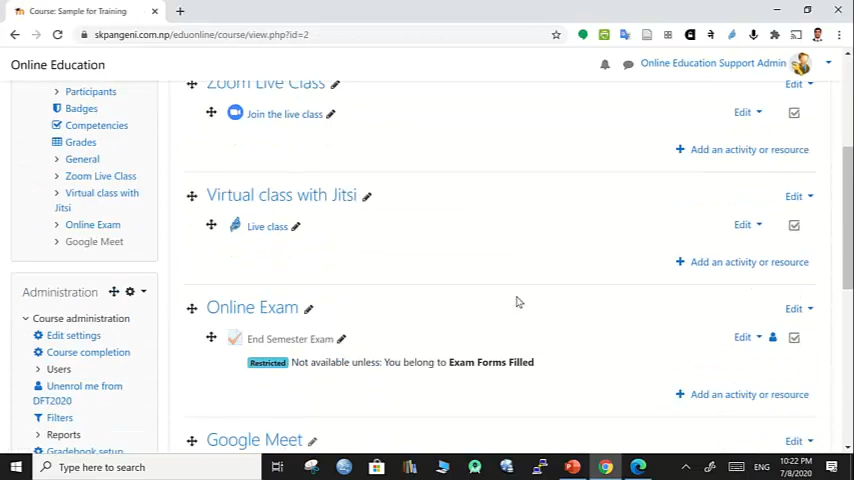 Course: Sample for Training
skpangeni.com.np/eduonline/course/view.php?id=2
Online Education
Online Education Support Admin
Participants
Badges
Competencies
Grades
General
Zoom Live Class
Virtual class with
Jitsi
Online Exam
Google Meet
Administration
Course administration
Edit settings
Course completion
Users
Unenrol me from
DFT2020
Filters
Reports
Gradebook setup
Zoom Live Class
Edit
Join the live class
Edit
Add an activity or resource
Virtual class with Jitsi
Edit
Live class
Edit
Add an activity or resource
Online Exam
Edit
End Semester Exam
Edit
Restricted Not available unless: You belong to Exam Forms Filled
Add an activity or resource
Google Meet
Edit
Type here to search
ENG
10:22 PM
7/8/2020